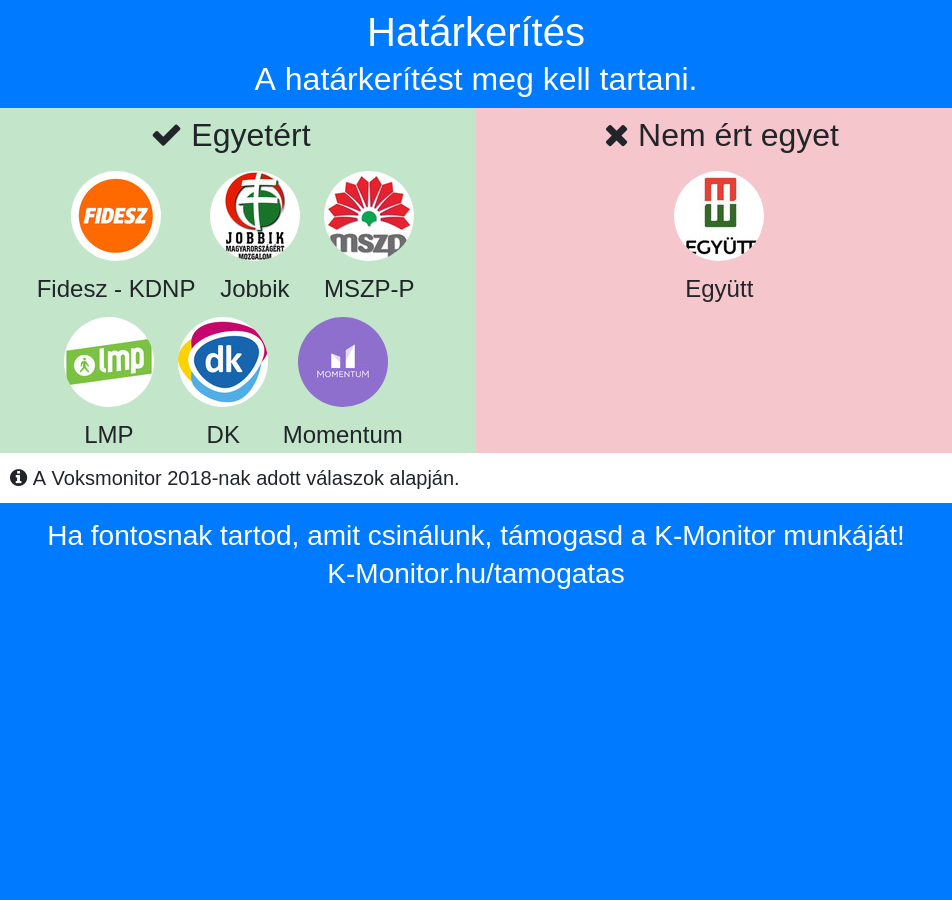 Határkerítés
A határkerítést meg kell tartani.
Egyetért
Nem ért egyet
FIDESZ
JOBBIK
MAGYARORSZÁGÉRT
MOZGALOM
mszp
EGYÜTT
Fidesz - KDNP
Jobbik
MSZP-P
Együtt
lmp
dk
MOMENTUM
LMP
DK
Momentum
A Voksmonitor 2018-nak adott válaszok alapján.
Ha fontosnak tartod, amit csinálunk, támogasd a K-Monitor munkáját!
K-Monitor.hu/tamogatas